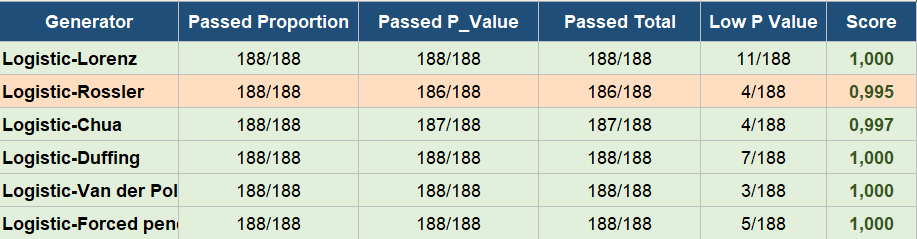 Generator Passed Proportion Passed P_Value Passed Total Low P Value Score
Logistic-Lorenz 188/188 188/188 188/188 11/188 1,000
Logistic-Rossler 188/188 186/188 186/188 4/188 0,995
Logistic-Chua 188/188 187/188 187/188 4/188 0,997
Logistic-Duffing 188/188 188/188 188/188 7/188 1,000
Logistic-Van der Pol 188/188 188/188 188/188 3/188 1,000
Logistic-Forced pen 188/188 188/188 188/188 5/188 1,000